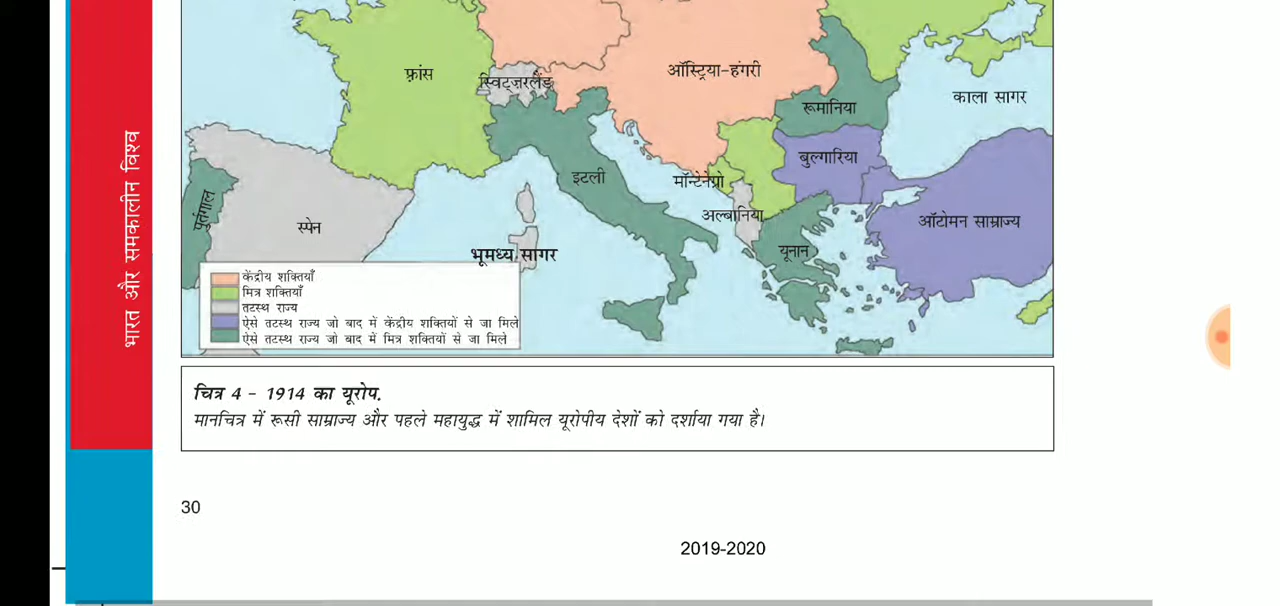 फ़्रांस
स्विट्ज़रलैंड
ऑस्ट्रिया-हंगरी
रूमानिया
काला सागर
बुल्गारिया
इटली
मॉन्टेनेग्रो
पुर्तगाल
स्पेन
अल्बानिया
ऑटोमन साम्राज्य
भूमध्य सागर
यूनान
केंद्रीय शक्तियाँ
मित्र शक्तियाँ
तटस्थ राज्य
ऐसे तटस्थ राज्य जो बाद में केंद्रीय शक्तियों से जा मिले
ऐसे तटस्थ राज्य जो बाद में मित्र शक्तियों से जा मिले
भारत और समकालीन विश्व
चित्र 4 - 1914 का यूरोप.
मानचित्र में रूसी साम्राज्य और पहले महायुद्ध में शामिल यूरोपीय देशों को दर्शाया गया है।
30
2019-2020